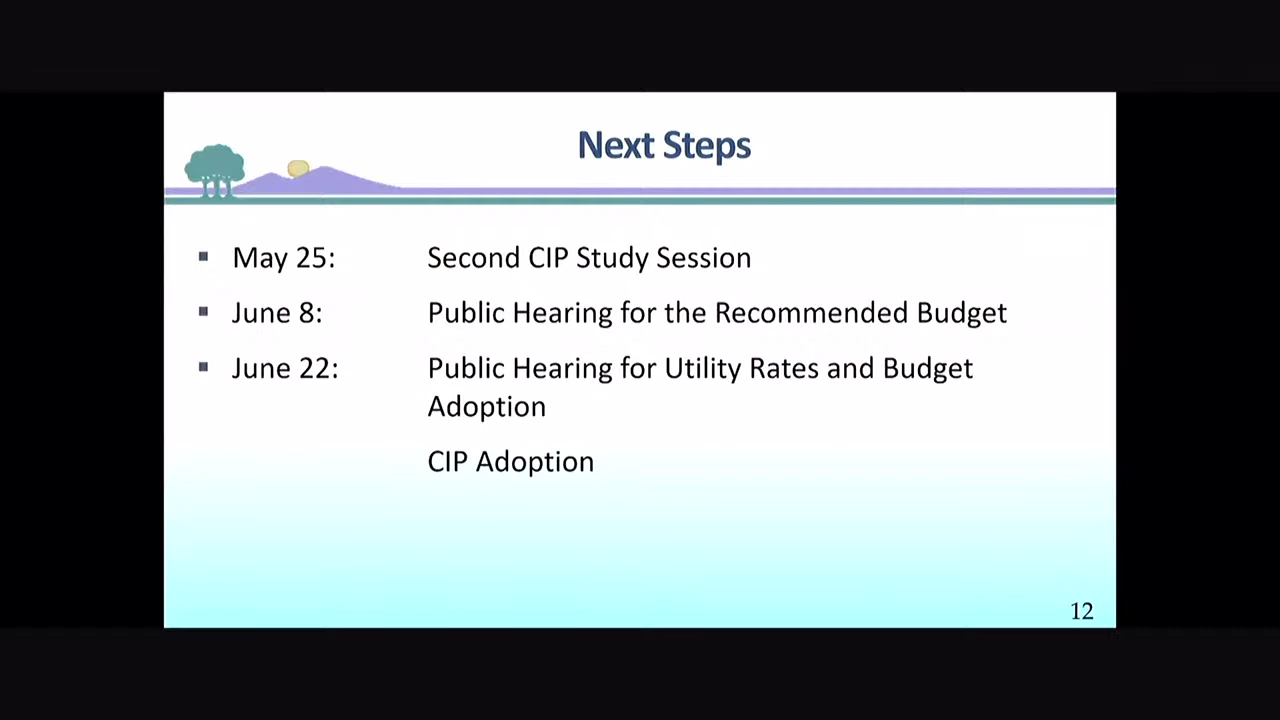 Next Steps
▪ May 25: Second CIP Study Session
▪ June 8: Public Hearing for the Recommended Budget
▪ June 22: Public Hearing for Utility Rates and Budget
Adoption
CIP Adoption
12